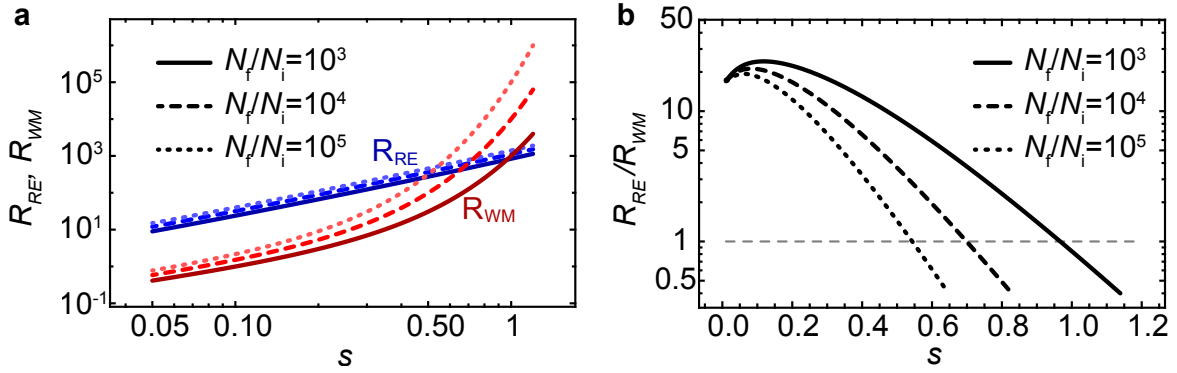 a
R_RE, R_WM
10^5
10^3
10^1
10^-1
N_f/N_i=10^3
N_f/N_i=10^4
N_f/N_i=10^5
R_RE
R_WM
0.05
0.10
0.50
1
s
b
R_RE/R_WM
50
10
5
1
0.5
N_f/N_i=10^3
N_f/N_i=10^4
N_f/N_i=10^5
0.0
0.2
0.4
0.6
0.8
1.0
1.2
s